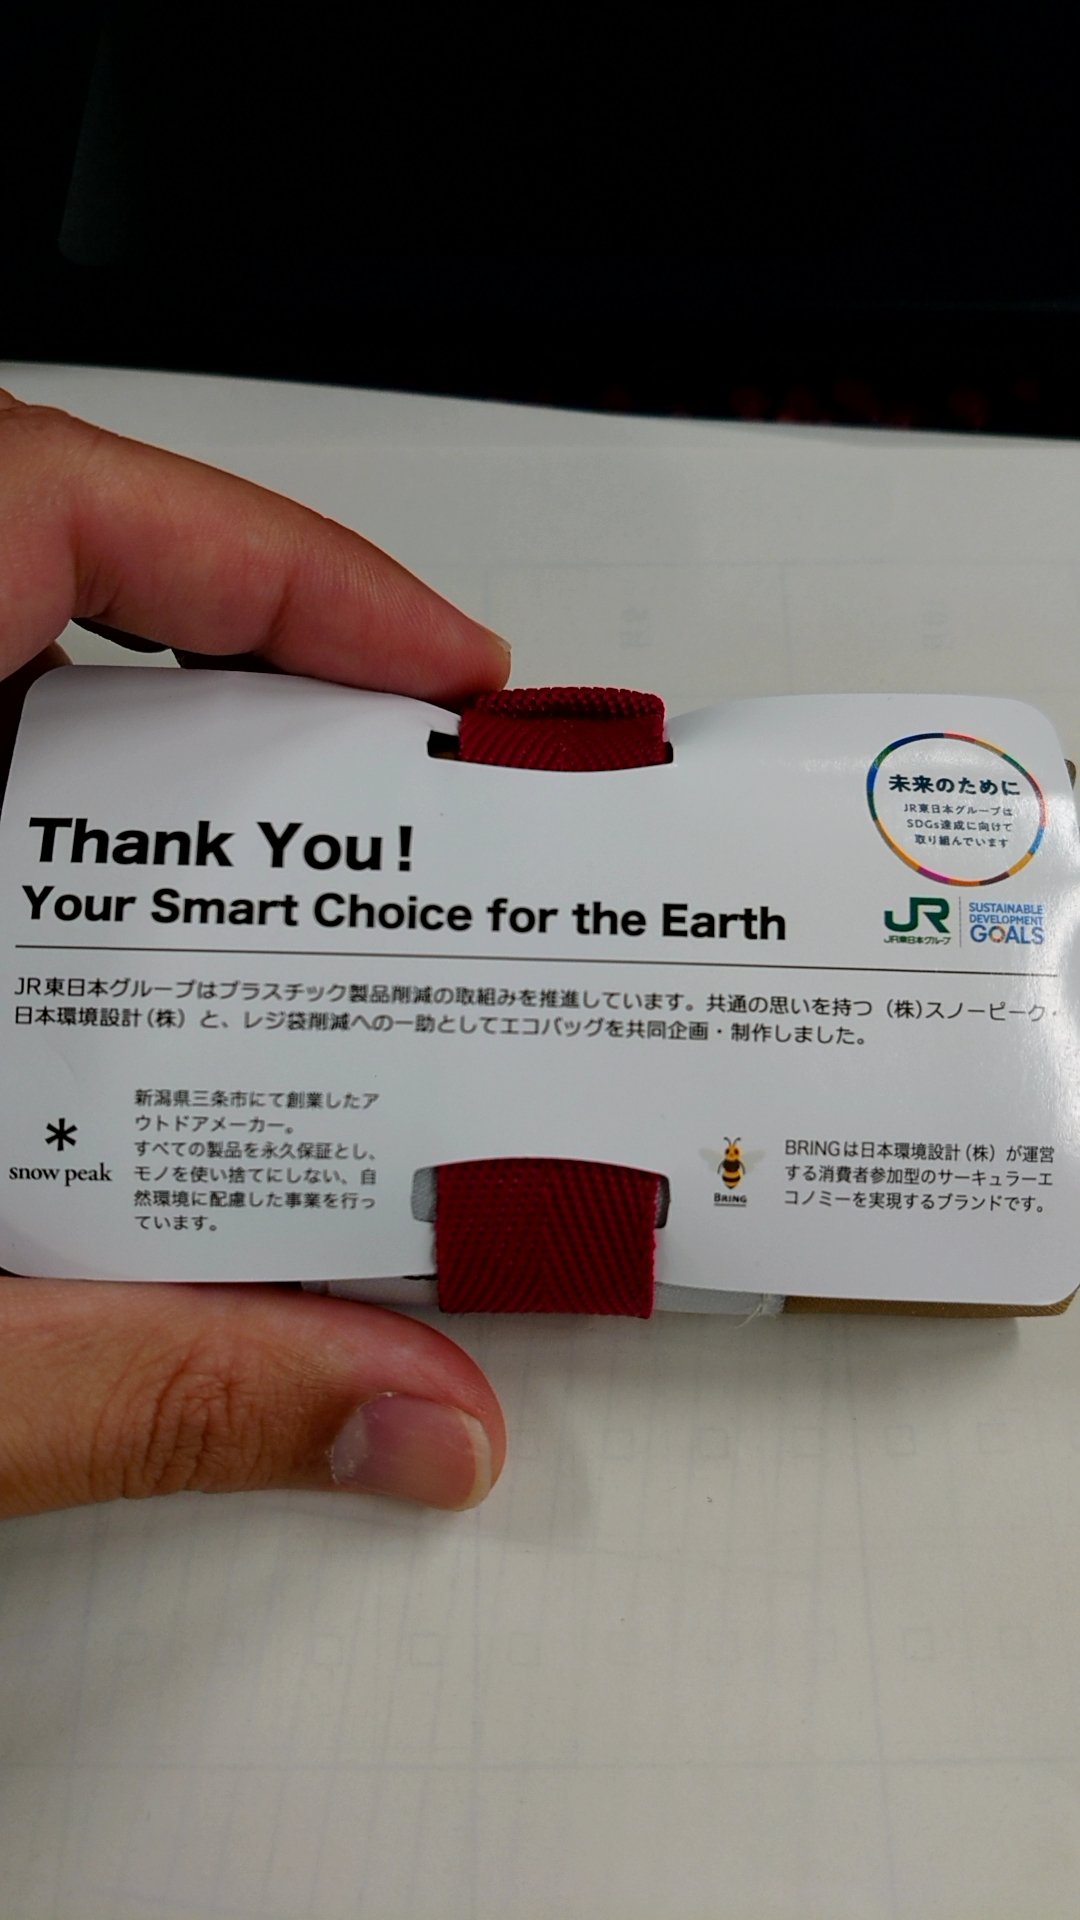 Thank You!
Your Smart Choice for the Earth
未来のために
JR東日本グループは
SDGs達成に向けて
取り組んでいます
JR
JR東日本グループ
SUSTAINABLE
DEVELOPMENT
GOALS
JR東日本グループはプラスチック製品削減の取組みを推進しています。共通の思いを持つ（株）スノーピーク・
日本環境設計（株）と、レジ袋削減への一助としてエコバッグを共同企画・制作しました。
snow peak
新潟県三条市にて創業したア
ウトドアメーカー。
すべての製品を永久保証とし、
モノを使い捨てにしない、自
然環境に配慮した事業を行っ
ています。
BRING
BRINGは日本環境設計（株）が運営
する消費者参加型のサーキュラーエ
コノミーを実現するブランドです。